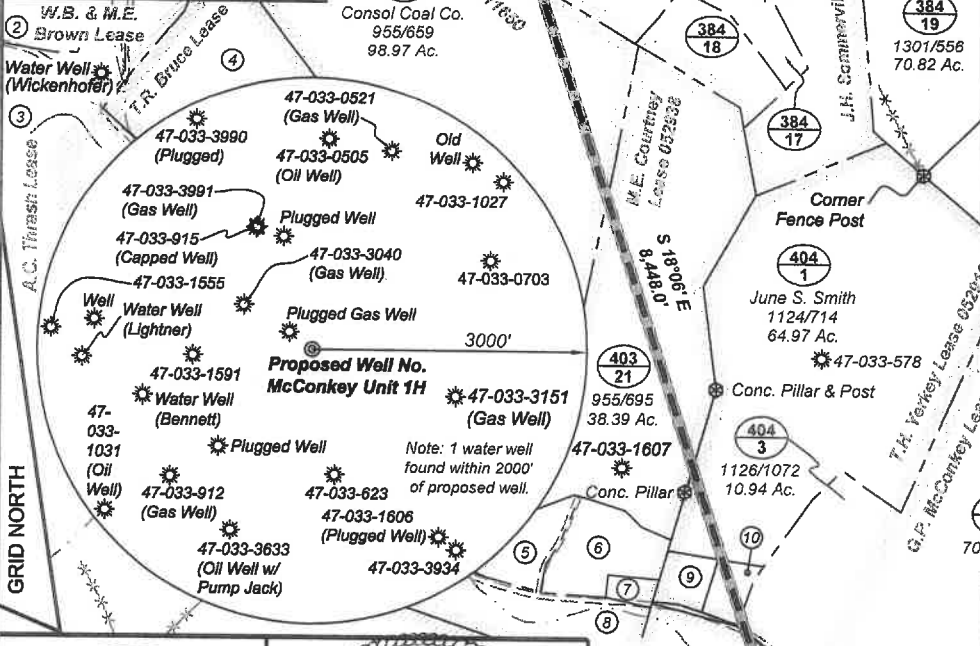 2
W.B. & M.E.
Brown Lease
Water Well
(Wickenhofer)
3
T.R. Bruce Lease
4
A.C. Thrash Lease
Consol Coal Co.
955/659
98.97 Ac.
384
18
384
19
1301/556
70.82 Ac.
384
17
M.E. Courtney
Lease 052938
Corner
Fence Post
47-033-3990
(Plugged)
47-033-0521
(Gas Well)
47-033-0505
(Oil Well)
Old
Well
47-033-1027
47-033-3991
(Gas Well)
47-033-915
(Capped Well)
Plugged Well
47-033-3040
(Gas Well)
47-033-0703
47-033-1555
Well
Water Well
(Lightner)
Plugged Gas Well
3000'
Proposed Well No.
McConkey Unit 1H
47-033-1591
Water Well
(Bennett)
47-033-3151
(Gas Well)
47-
033-
1031
(Oil
Well)
Plugged Well
Note: 1 water well
found within 2000'
of proposed well.
47-033-912
(Gas Well)
47-033-623
47-033-1606
(Plugged Well)
47-033-3633
(Oil Well w/
Pump Jack)
47-033-3934
GRID NORTH
S 18°06' E
8,448.0'
404
1
June S. Smith
1124/714
64.97 Ac.
47-033-578
403
21
955/695
38.39 Ac.
Conc. Pillar & Post
404
3
1126/1072
10.94 Ac.
47-033-1607
Conc. Pillar
T.H. Yerkey Lease
G.P. McConkey
5
6
7
8
9
10